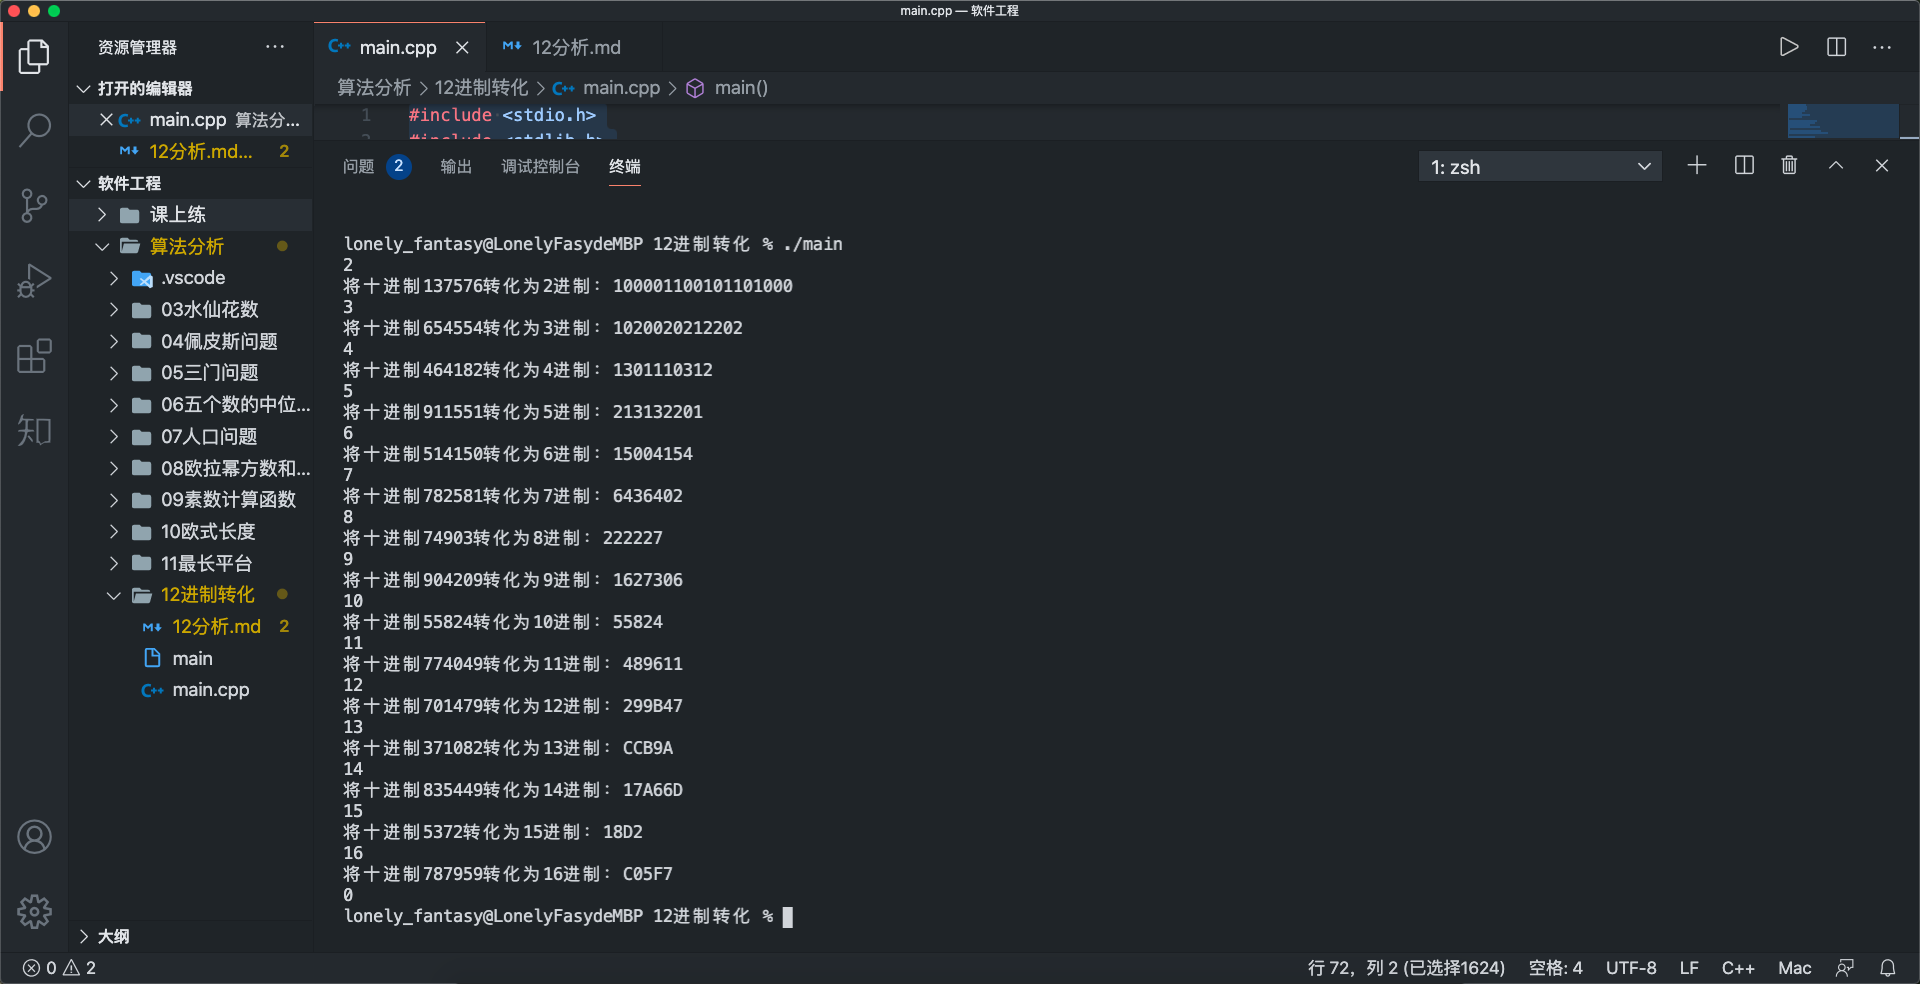 main.cpp — 软件工程
资源管理器
打开的编辑器
main.cpp 算法分...
12分析.md... 2
软件工程
课上练
算法分析
.vscode
03水仙花数
04佩皮斯问题
05三门问题
06五个数的中位...
07人口问题
08欧拉幂方数和...
09素数计算函数
10欧式长度
11最长平台
12进制转化
12分析.md 2
main
main.cpp
大纲
main.cpp
12分析.md
算法分析 > 12进制转化 > main.cpp > main()
1 #include <stdio.h>
2 #include <stdlib.h>
问题 2 输出 调试控制台 终端
1: zsh
lonely_fantasy@LonelyFasydeMBP 12进制转化 % ./main
2
将十进制137576转化为2进制：100001100101101000
3
将十进制654554转化为3进制：1020020212202
4
将十进制464182转化为4进制：1301110312
5
将十进制911551转化为5进制：213132201
6
将十进制514150转化为6进制：15004154
7
将十进制782581转化为7进制：6436402
8
将十进制74903转化为8进制：222227
9
将十进制904209转化为9进制：1627306
10
将十进制55824转化为10进制：55824
11
将十进制774049转化为11进制：489611
12
将十进制701479转化为12进制：299B47
13
将十进制371082转化为13进制：CCB9A
14
将十进制835449转化为14进制：17A66D
15
将十进制5372转化为15进制：18D2
16
将十进制787959转化为16进制：C05F7
0
lonely_fantasy@LonelyFasydeMBP 12进制转化 %
知
0 2
行 72，列 2 (已选择1624) 空格: 4 UTF-8 LF C++ Mac